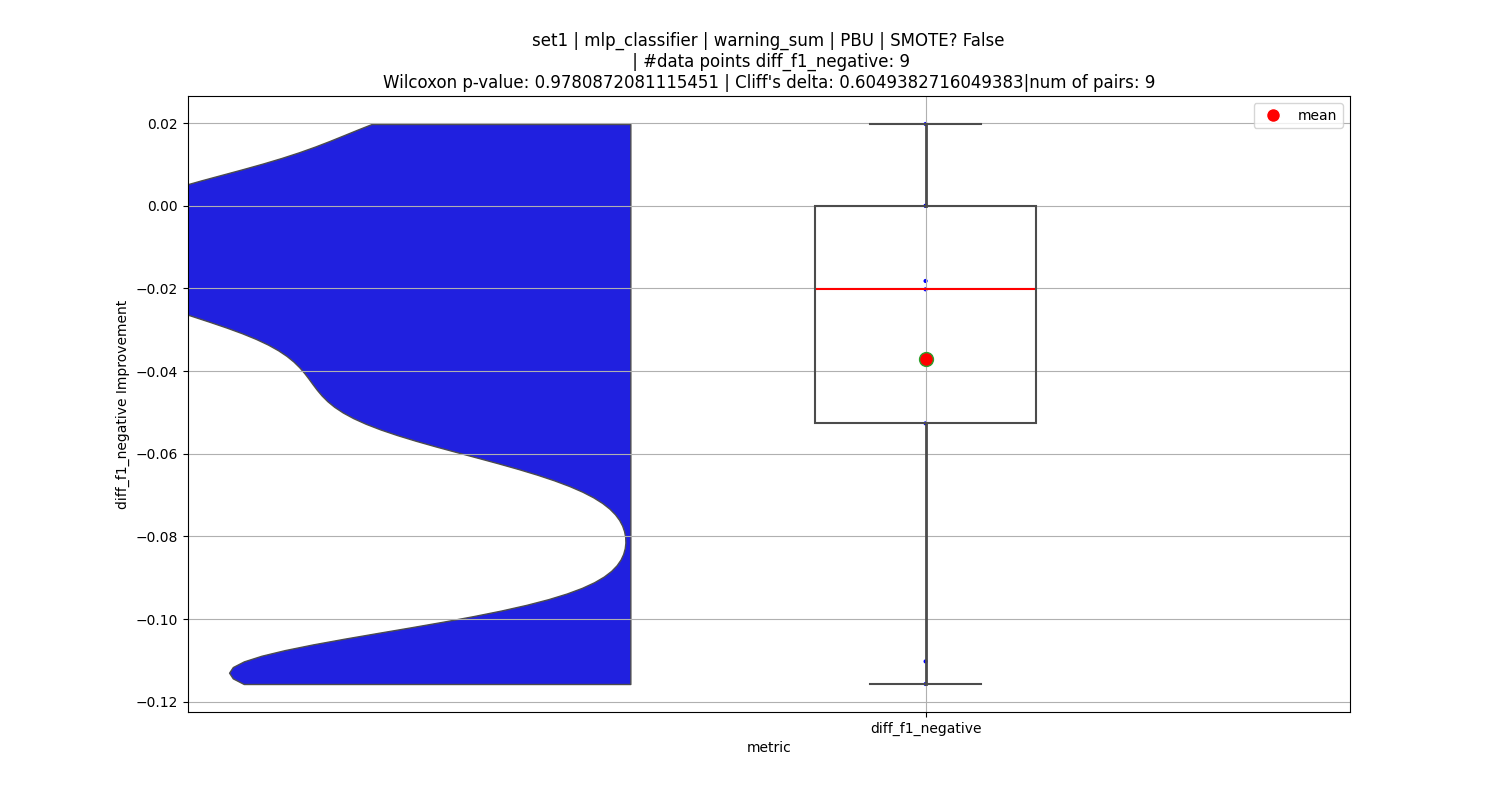 set1 | mlp_classifier | warning_sum | PBU | SMOTE? False
| #data points diff_f1_negative: 9
Wilcoxon p-value: 0.9780872081115451 | Cliff's delta: 0.6049382716049383|num of pairs: 9
mean
0.02
0.00
−0.02
−0.04
−0.06
−0.08
−0.10
−0.12
diff_f1_negative Improvement
diff_f1_negative
metric